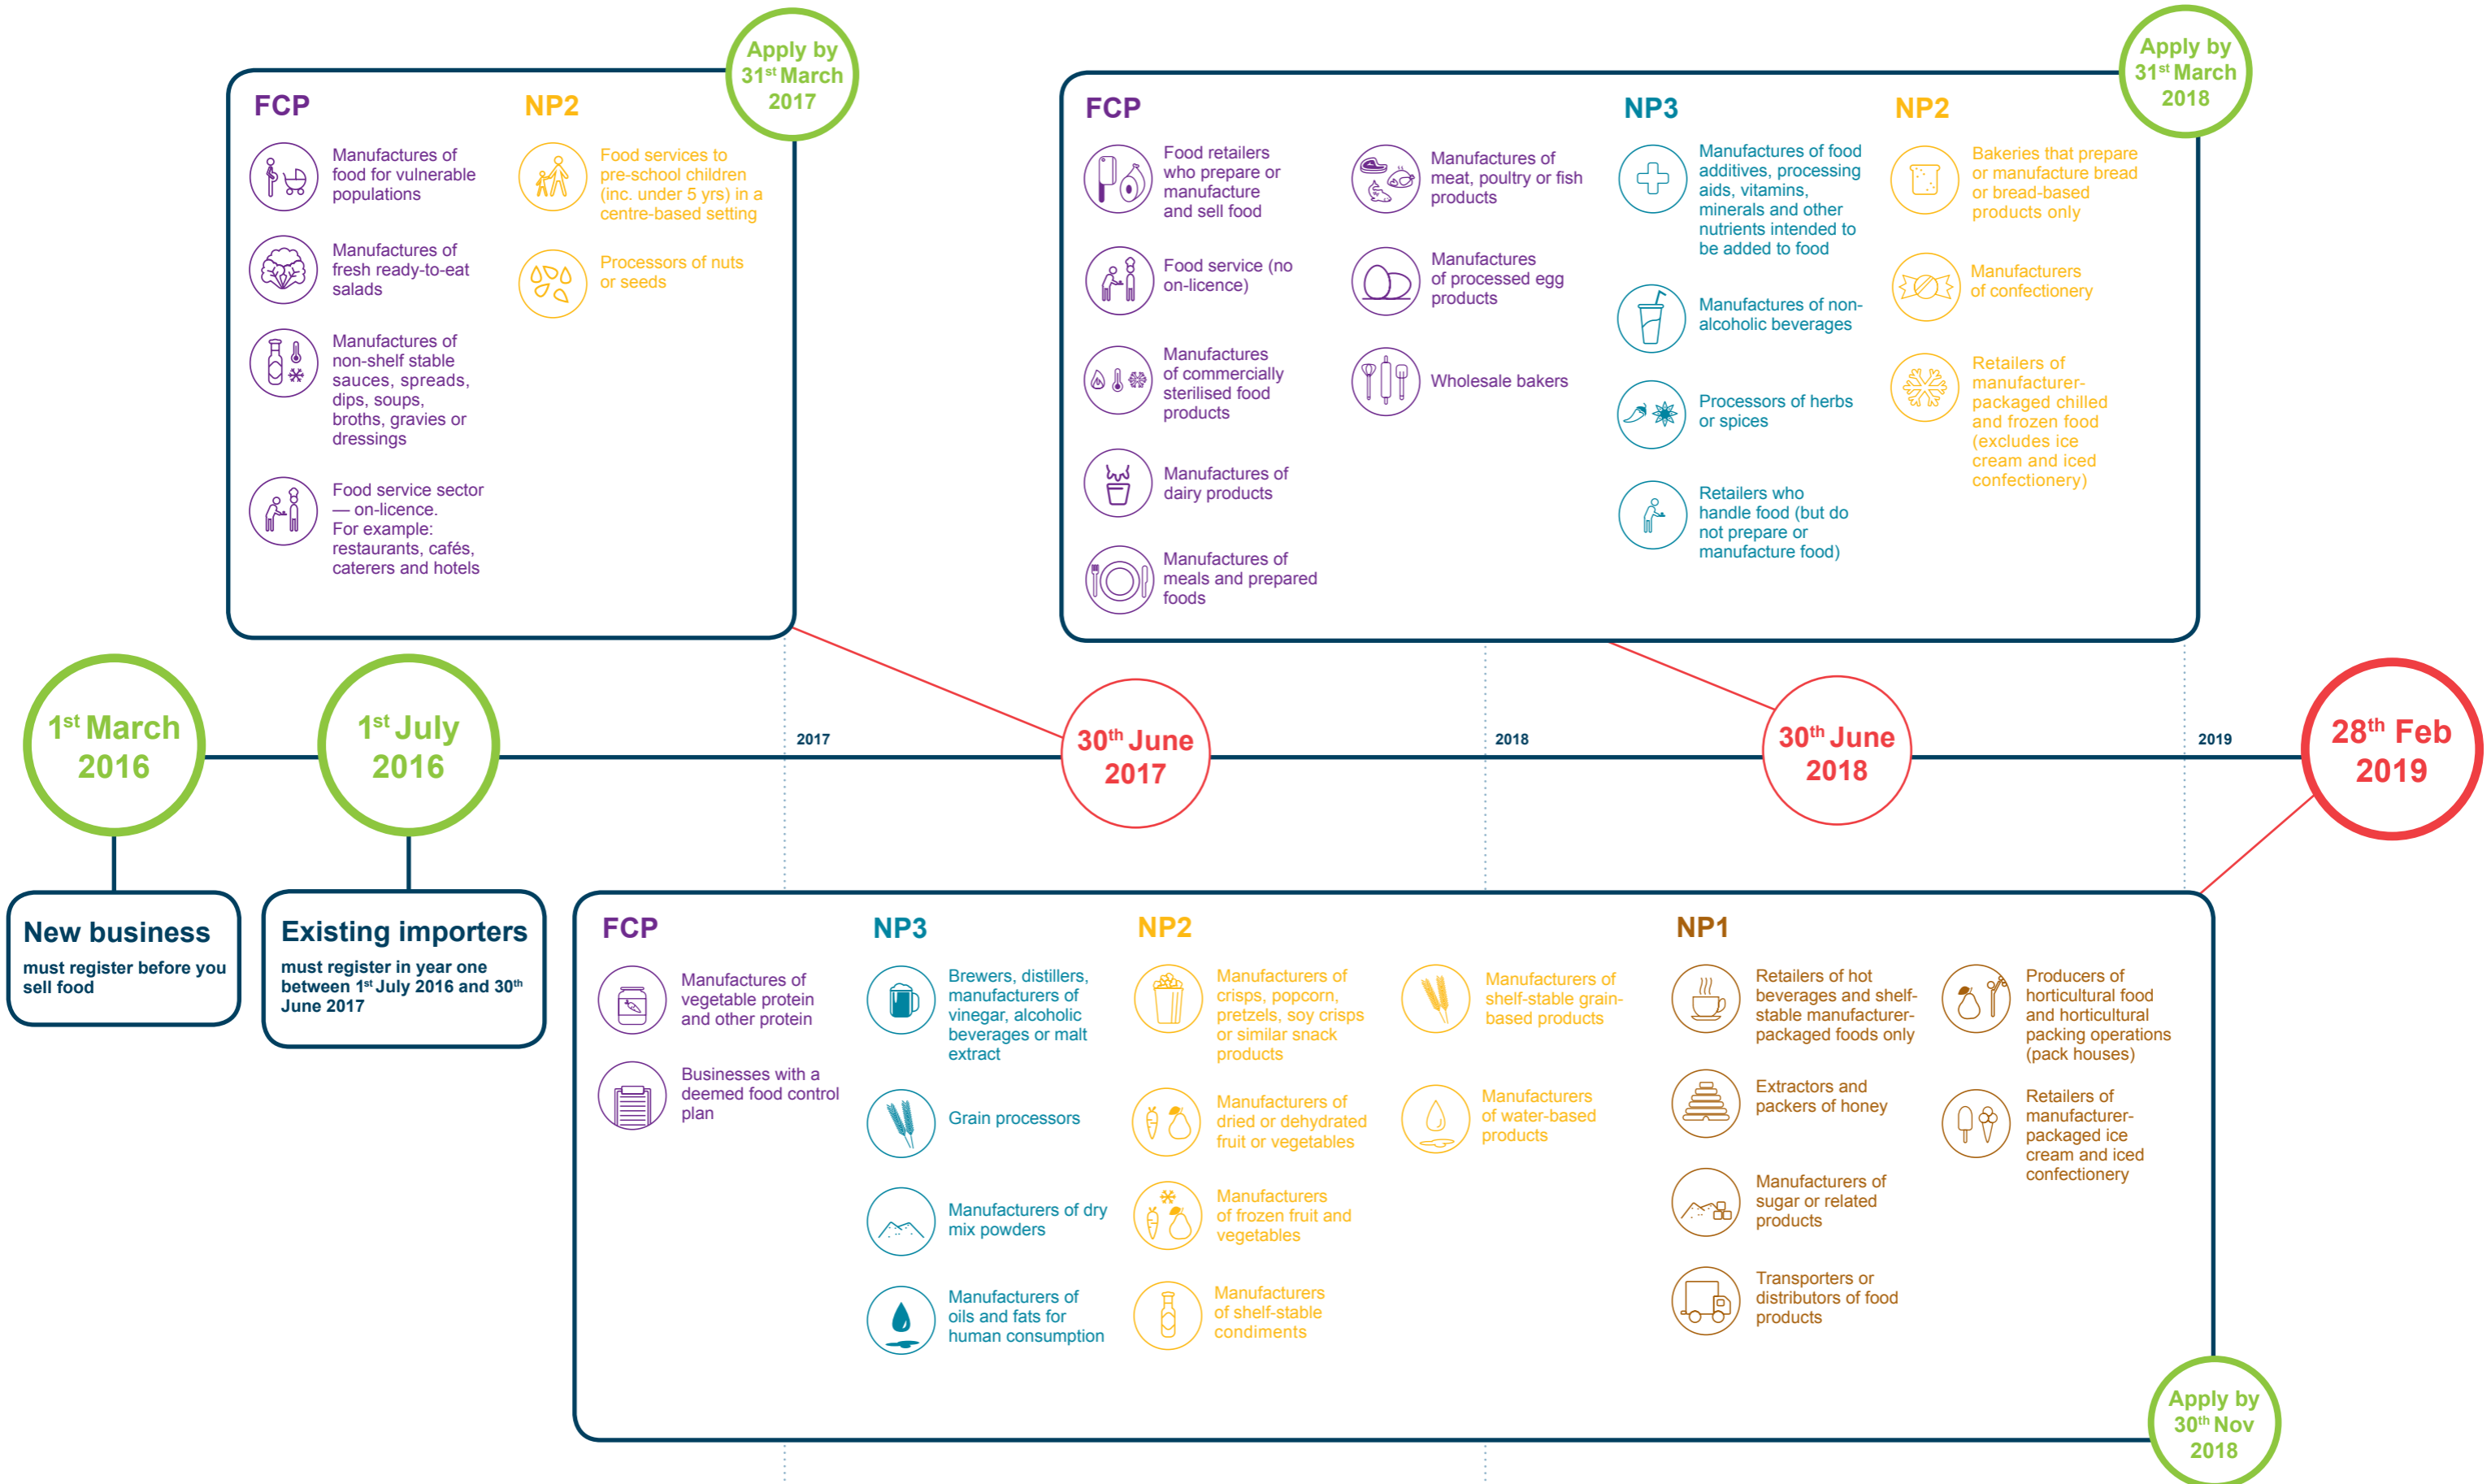 Apply by
31st March
2017
FCP
Manufactures of
food for vulnerable
populations
Manufactures of
fresh ready-to-eat
salads
Manufactures of
non-shelf stable
sauces, spreads,
dips, soups,
broths, gravies or
dressings
Food service sector
— on-licence.
For example:
restaurants, cafés,
caterers and hotels
NP2
Food services to
pre-school children
(inc. under 5 yrs) in a
centre-based setting
Processors of nuts
or seeds
Apply by
31st March
2018
FCP
Food retailers
who prepare or
manufacture
and sell food
Food service (no
on-licence)
Manufactures
of commercially
sterilised food
products
Manufactures of
dairy products
Manufactures of
meals and prepared
foods
Manufactures of
meat, poultry or fish
products
Manufactures
of processed egg
products
Wholesale bakers
NP3
Manufactures of food
additives, processing
aids, vitamins,
minerals and other
nutrients intended to
be added to food
Manufactures of non-
alcoholic beverages
Processors of herbs
or spices
Retailers who
handle food (but do
not prepare or
manufacture food)
NP2
Bakeries that prepare
or manufacture bread
or bread-based
products only
Manufacturers
of confectionery
Retailers of
manufacturer-
packaged chilled
and frozen food
(excludes ice
cream and iced
confectionery)
1st March
2016
1st July
2016
2017
30th June
2017
2018
30th June
2018
2019
28th Feb
2019
New business
must register before you
sell food
Existing importers
must register in year one
between 1st July 2016 and 30th
June 2017
FCP
Manufactures of
vegetable protein
and other protein
Businesses with a
deemed food control
plan
NP3
Brewers, distillers,
manufacturers of
vinegar, alcoholic
beverages or malt
extract
Grain processors
Manufacturers of dry
mix powders
Manufacturers of
oils and fats for
human consumption
NP2
Manufacturers of
crisps, popcorn,
pretzels, soy crisps
or similar snack
products
Manufacturers of
dried or dehydrated
fruit or vegetables
Manufacturers
of frozen fruit and
vegetables
Manufacturers
of shelf-stable
condiments
Manufacturers of
shelf-stable grain-
based products
Manufacturers
of water-based
products
NP1
Retailers of hot
beverages and shelf-
stable manufacturer-
packaged foods only
Extractors and
packers of honey
Manufacturers of
sugar or related
products
Transporters or
distributors of food
products
Producers of
horticultural food
and horticultural
packing operations
(pack houses)
Retailers of
manufacturer-
packaged ice
cream and iced
confectionery
Apply by
30th Nov
2018